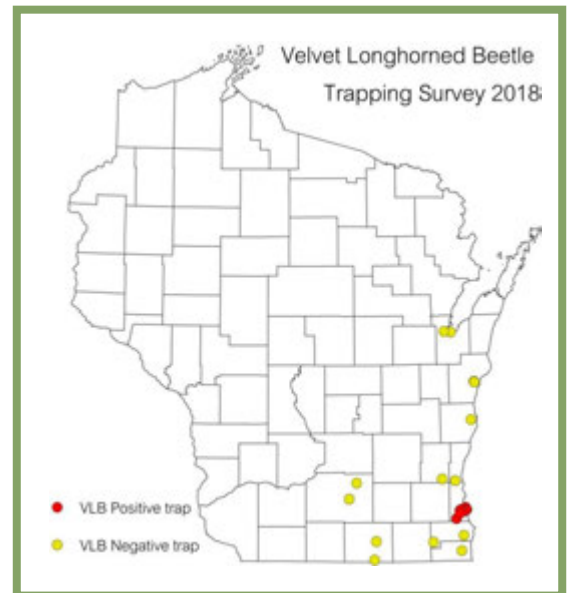 Velvet Longhorned Beetle
Trapping Survey 2018
VLB Positive trap
VLB Negative trap